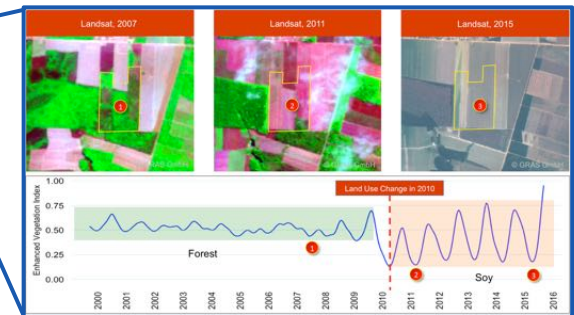 Landsat, 2007
Landsat, 2011
Landsat, 2015
1
2
3
© GRAS GmbH
© GRAS GmbH
© GRAS GmbH
Enhanced Vegetation Index
1.00
0.75
0.50
0.25
0.00
Land Use Change in 2010
Forest
Soy
1
2
3
2000
2001
2002
2003
2004
2005
2006
2007
2008
2009
2010
2011
2012
2013
2014
2015
2016